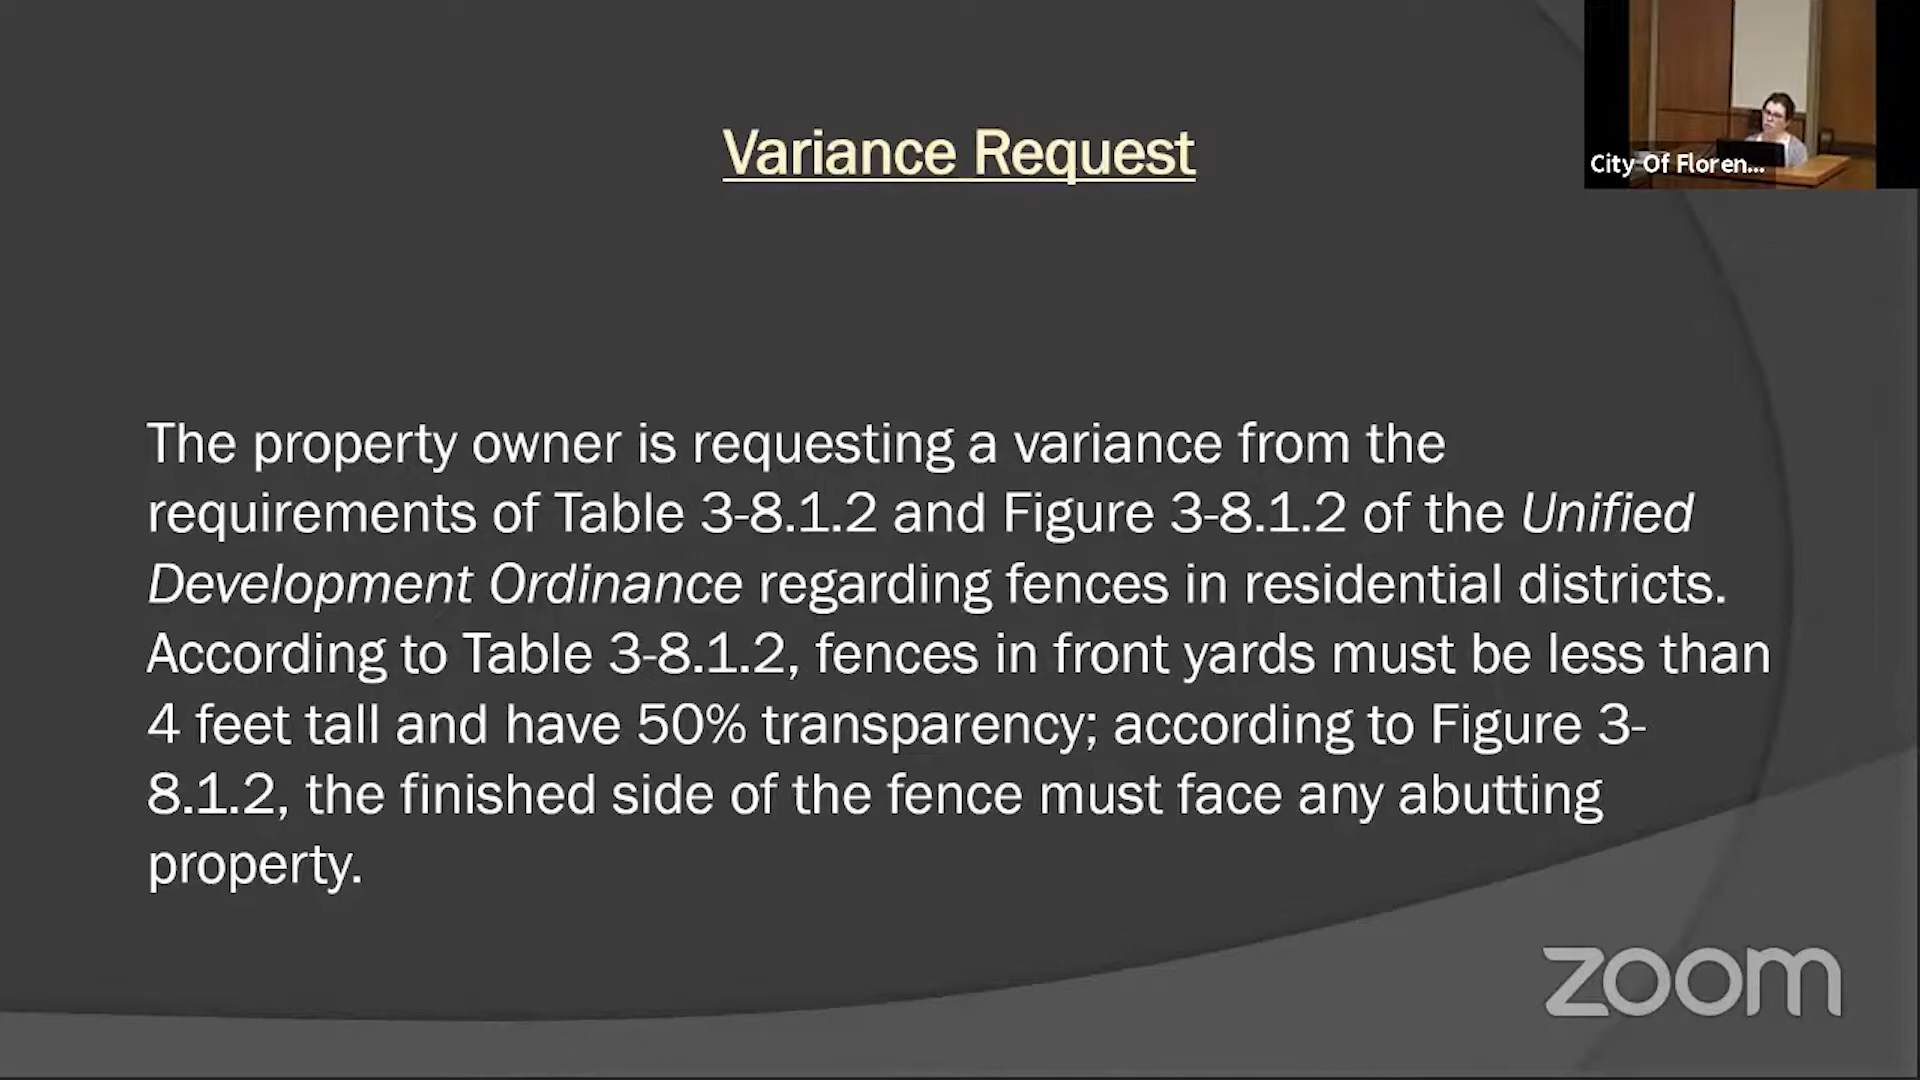 Variance Request
City Of Floren...
The property owner is requesting a variance from the
requirements of Table 3-8.1.2 and Figure 3-8.1.2 of the Unified
Development Ordinance regarding fences in residential districts.
According to Table 3-8.1.2, fences in front yards must be less than
4 feet tall and have 50% transparency; according to Figure 3-
8.1.2, the finished side of the fence must face any abutting
property.
zoom